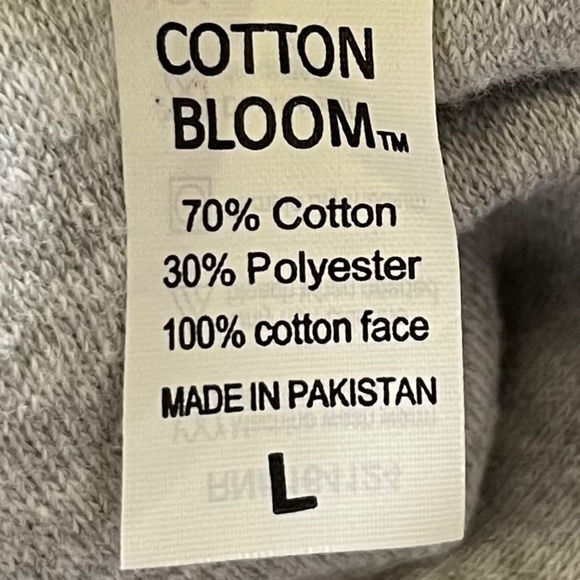 COTTON
BLOOM™
70% Cotton
30% Polyester
100% cotton face
MADE IN PAKISTAN
L